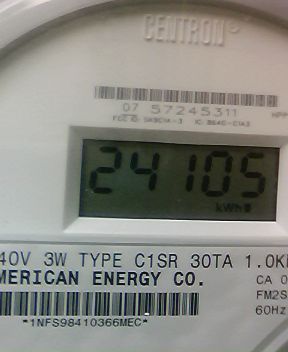 CENTRON®
07 57245311
24105
kWh
40V 3W TYPE C1SR 30TA 1.0K
MERICAN ENERGY CO.
CA 0
FM2S
60Hz
*1NFS98410366MEC*